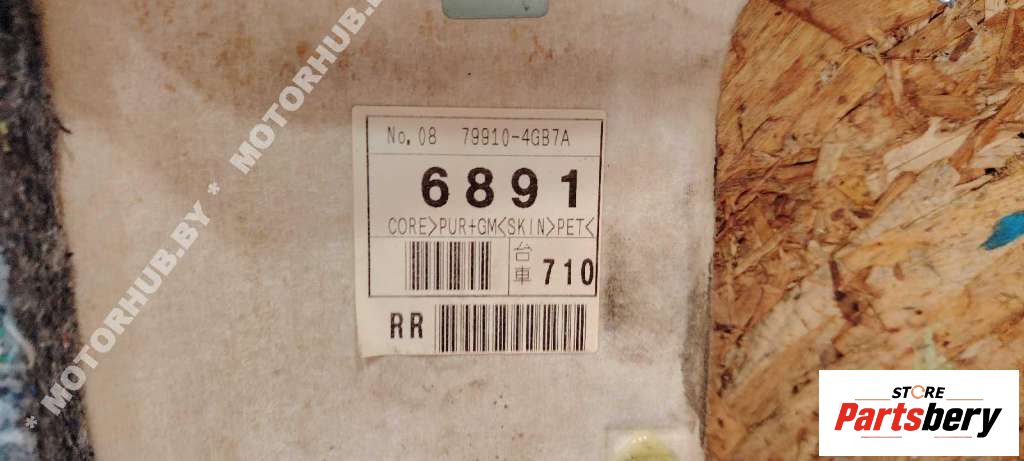 * MOTORHUB.BY * MOTORHUB.BY
No.08 79910-4GB7A
6891
CORE>PUR+GM<SKIN>PET<
台車 710
RR
STORE
Partsbery